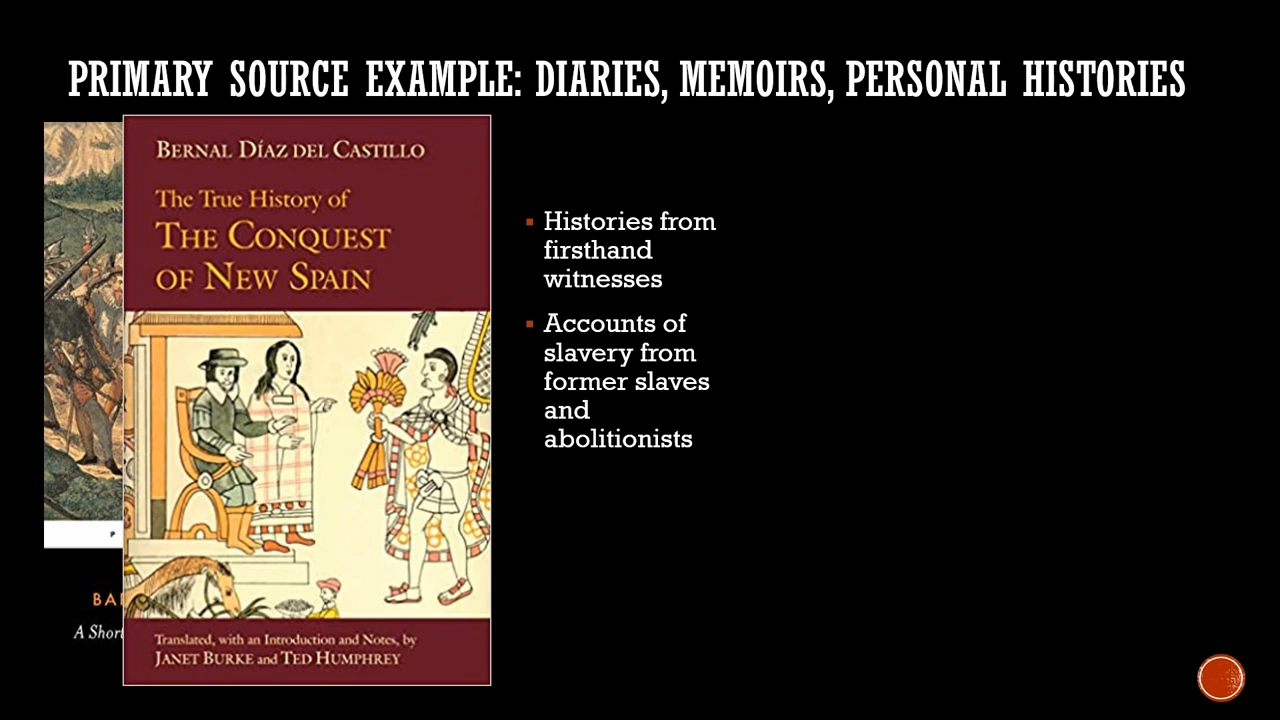 PRIMARY SOURCE EXAMPLE: DIARIES, MEMOIRS, PERSONAL HISTORIES
BERNAL DÍAZ DEL CASTILLO
The True History of
THE CONQUEST
OF NEW SPAIN
Translated, with an Introduction and Notes, by
JANET BURKE and TED HUMPHREY
P
BA
A Short
Histories from
firsthand
witnesses
Accounts of
slavery from
former slaves
and
abolitionists